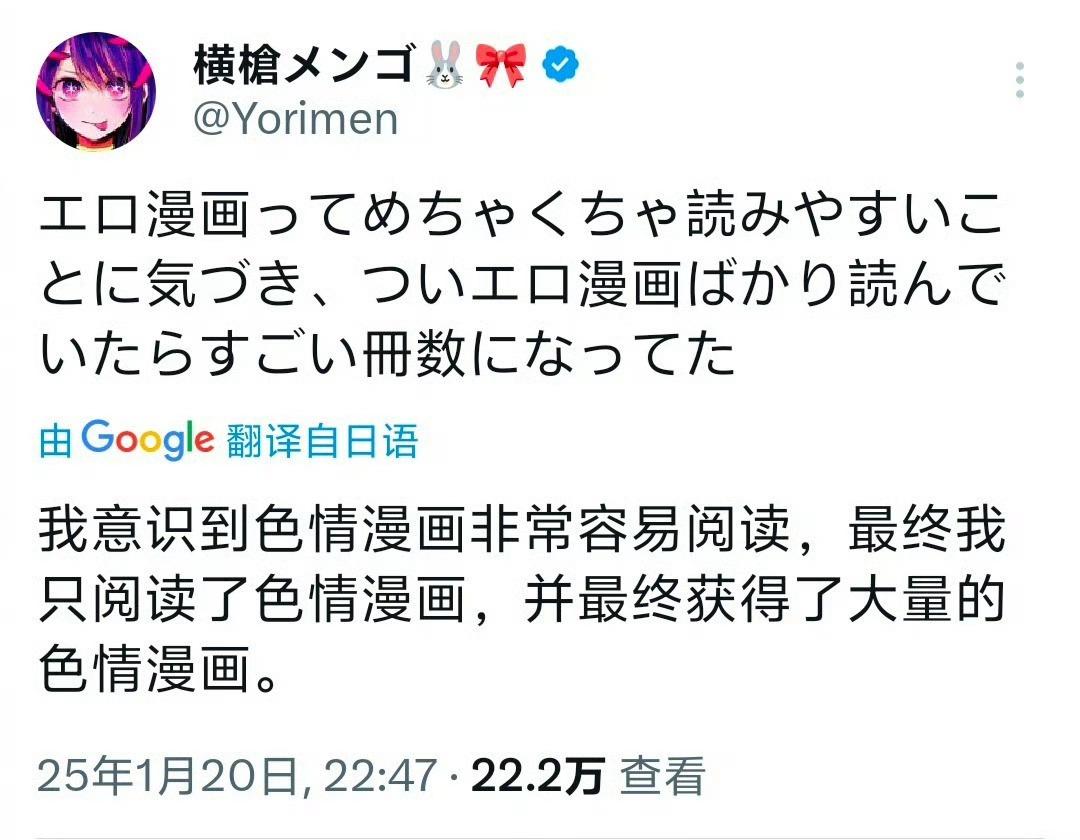 横槍メンゴ🐰🎀
@Yorimen
エロ漫画ってめちゃくちゃ読みやすいこ
とに気づき、ついエロ漫画ばかり読んで
いたらすごい冊数になってた
由 Google 翻译自日语
我意识到色情漫画非常容易阅读，最终我
只阅读了色情漫画，并最终获得了大量的
色情漫画。
25年1月20日, 22:47 · 22.2万 查看